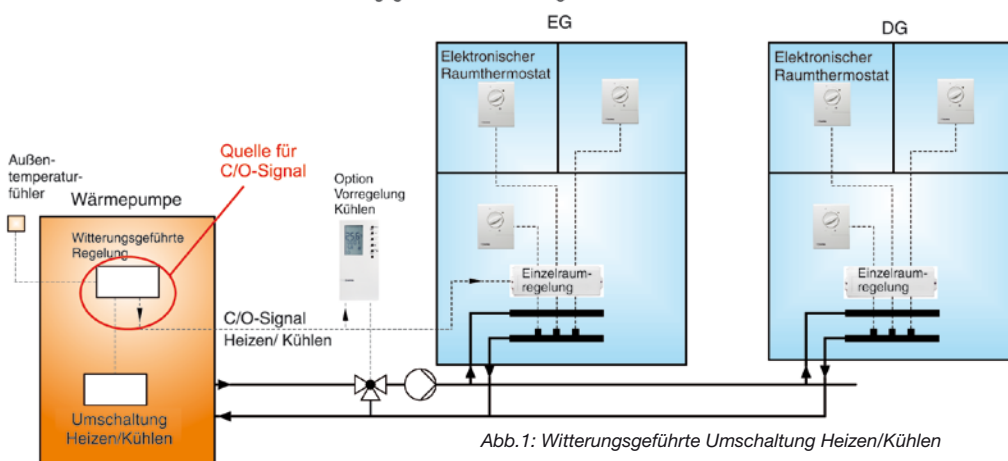 EG
DG
Elektronischer
Raumthermostat
Elektronischer
Raumthermostat
Quelle für
C/O-Signal
Außen-
temperatur-
fühler
Wärmepumpe
Option
Vorregelung
Kühlen
Witterungsgeführte
Regelung
Einzelraum-
regelung
Einzelraum-
regelung
C/O-Signal
Heizen/ Kühlen
Umschaltung
Heizen/Kühlen
Abb.1: Witterungsgeführte Umschaltung Heizen/Kühlen